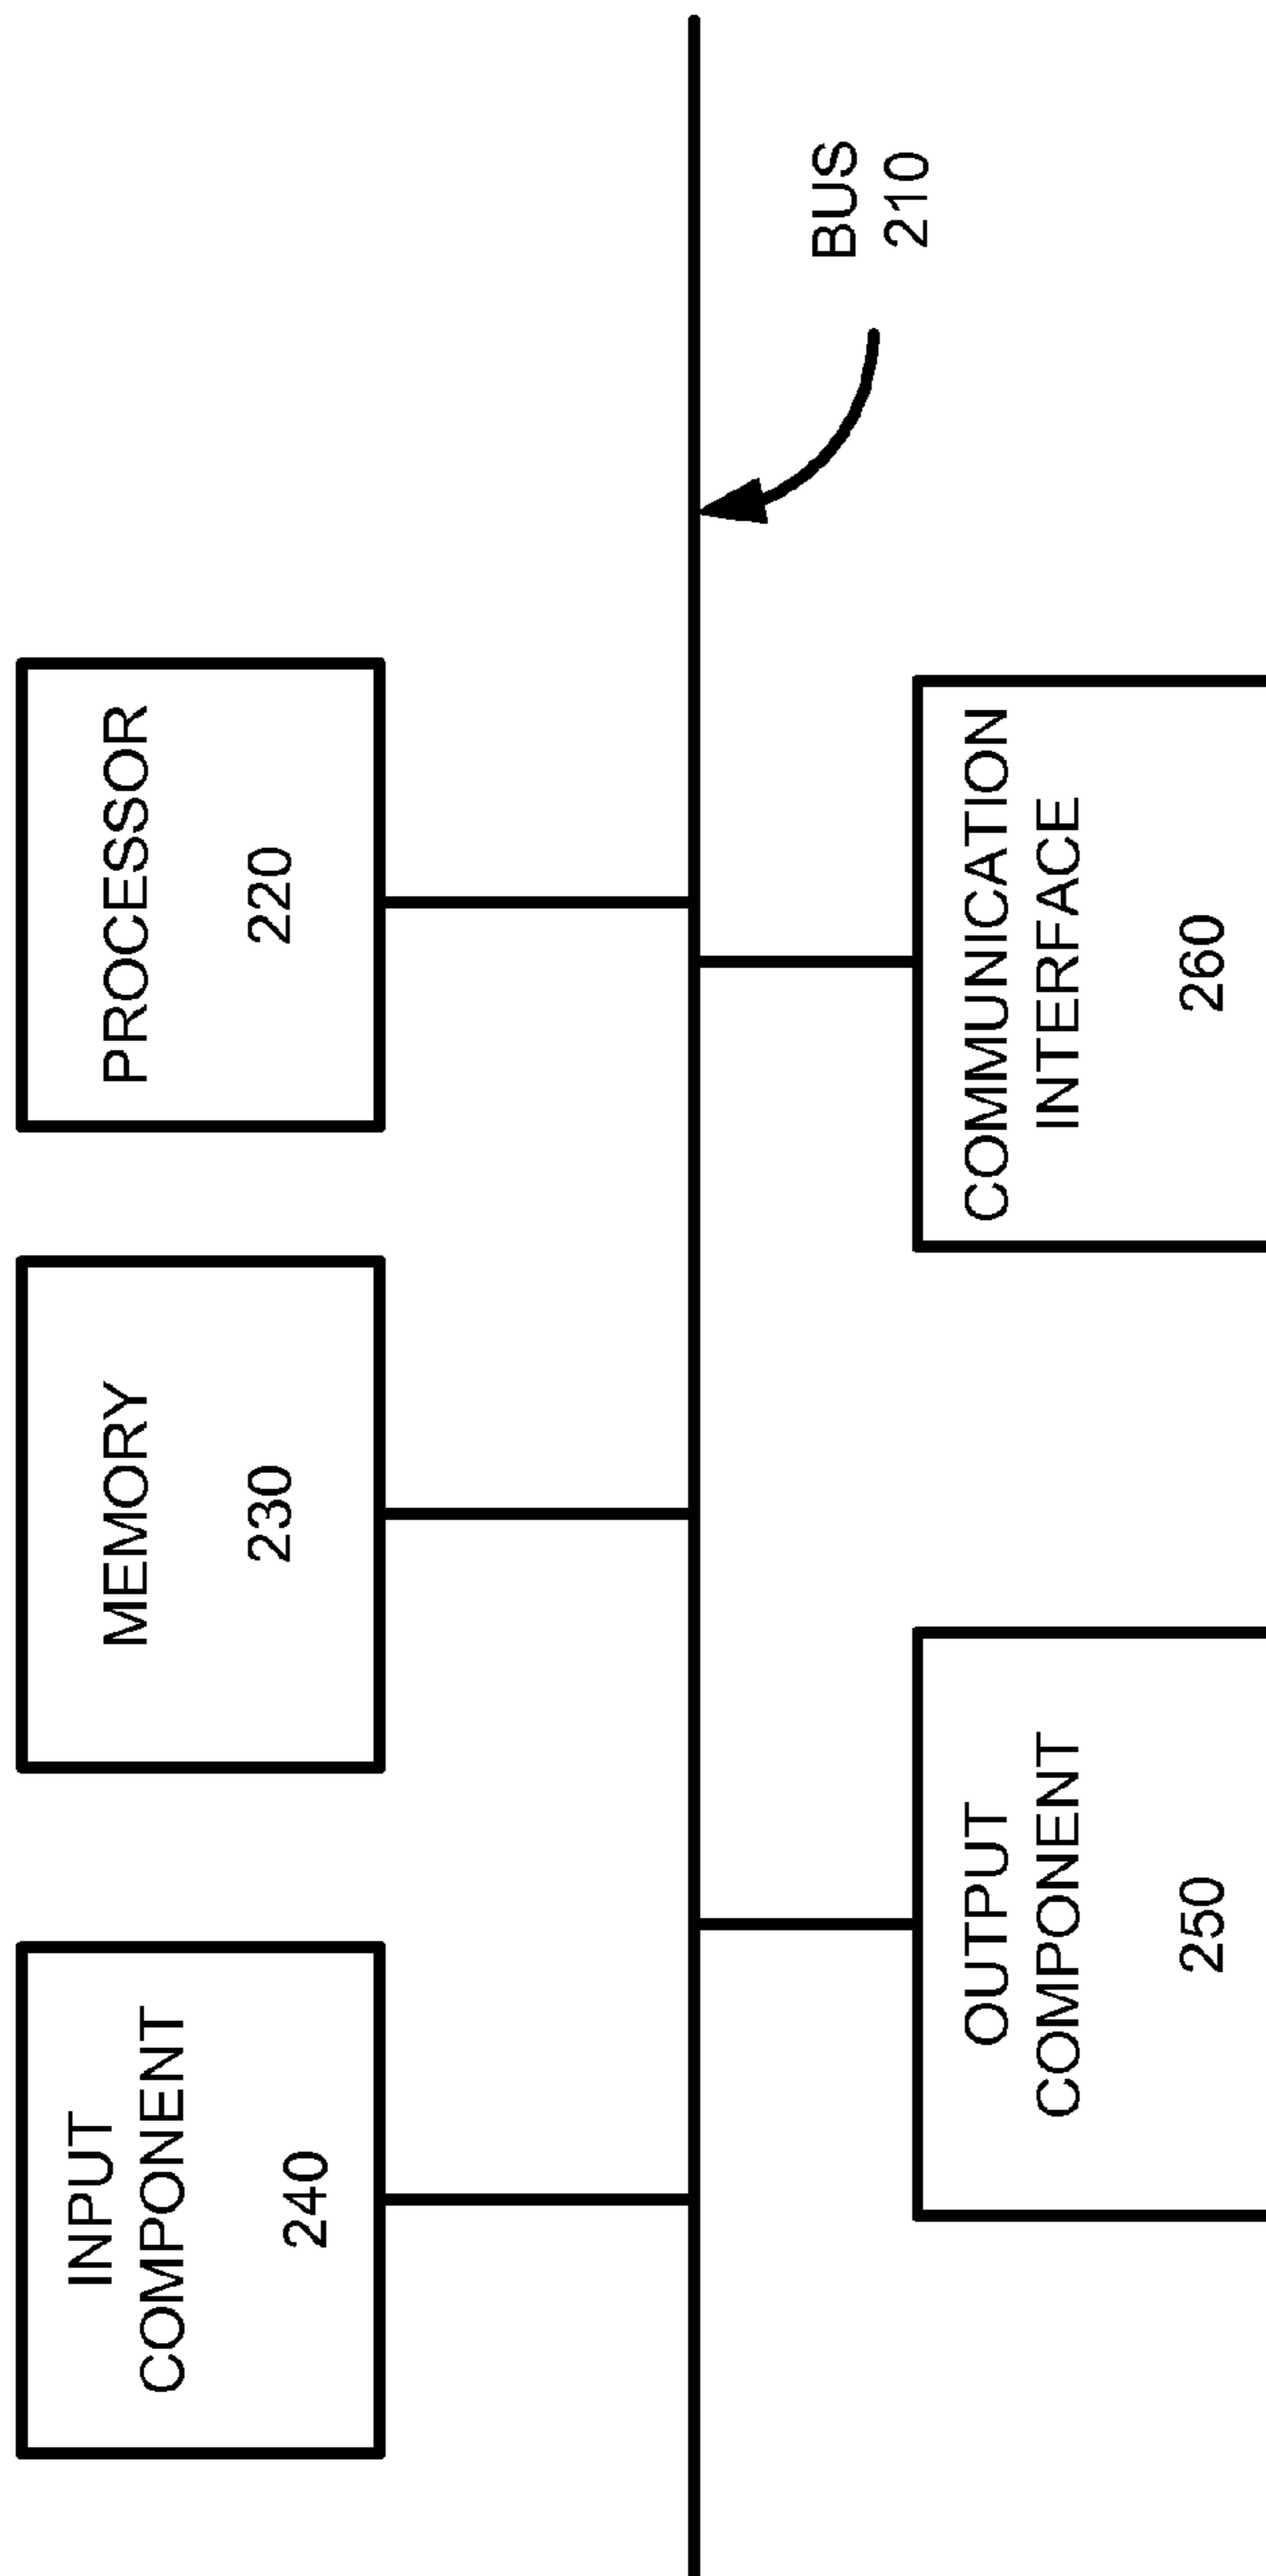 INPUT
COMPONENT
240
MEMORY
230
PROCESSOR
220
BUS
210
OUTPUT
COMPONENT
250
COMMUNICATION
INTERFACE
260